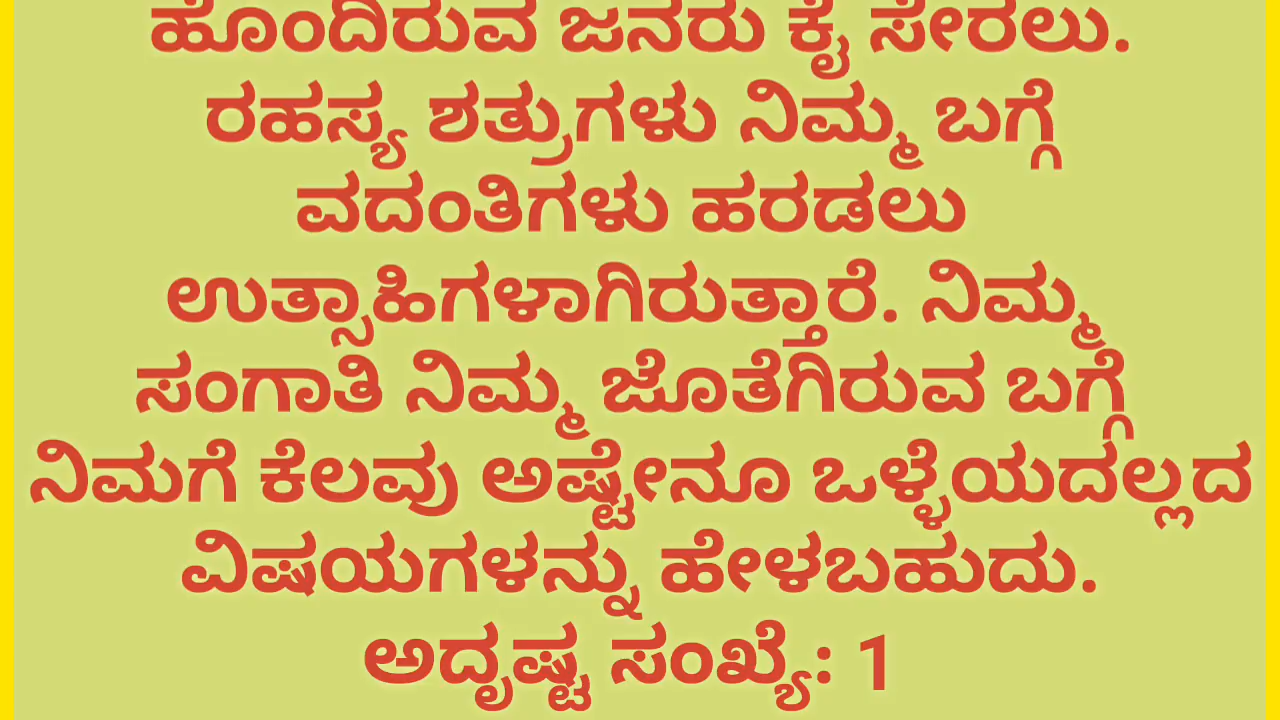 ಹೊಂದಿರುವ ಜನರು ಕೈ ಸೇರಲು.
ರಹಸ್ಯ ಶತ್ರುಗಳು ನಿಮ್ಮ ಬಗ್ಗೆ
ವದಂತಿಗಳು ಹರಡಲು
ಉತ್ಸಾಹಿಗಳಾಗಿರುತ್ತಾರೆ. ನಿಮ್ಮ
ಸಂಗಾತಿ ನಿಮ್ಮ ಜೊತೆಗಿರುವ ಬಗ್ಗೆ
ನಿಮಗೆ ಕೆಲವು ಅಷ್ಟೇನೂ ಒಳ್ಳೆಯದಲ್ಲದ
ವಿಷಯಗಳನ್ನು ಹೇಳಬಹುದು.
ಅದೃಷ್ಟ ಸಂಖ್ಯೆ: 1